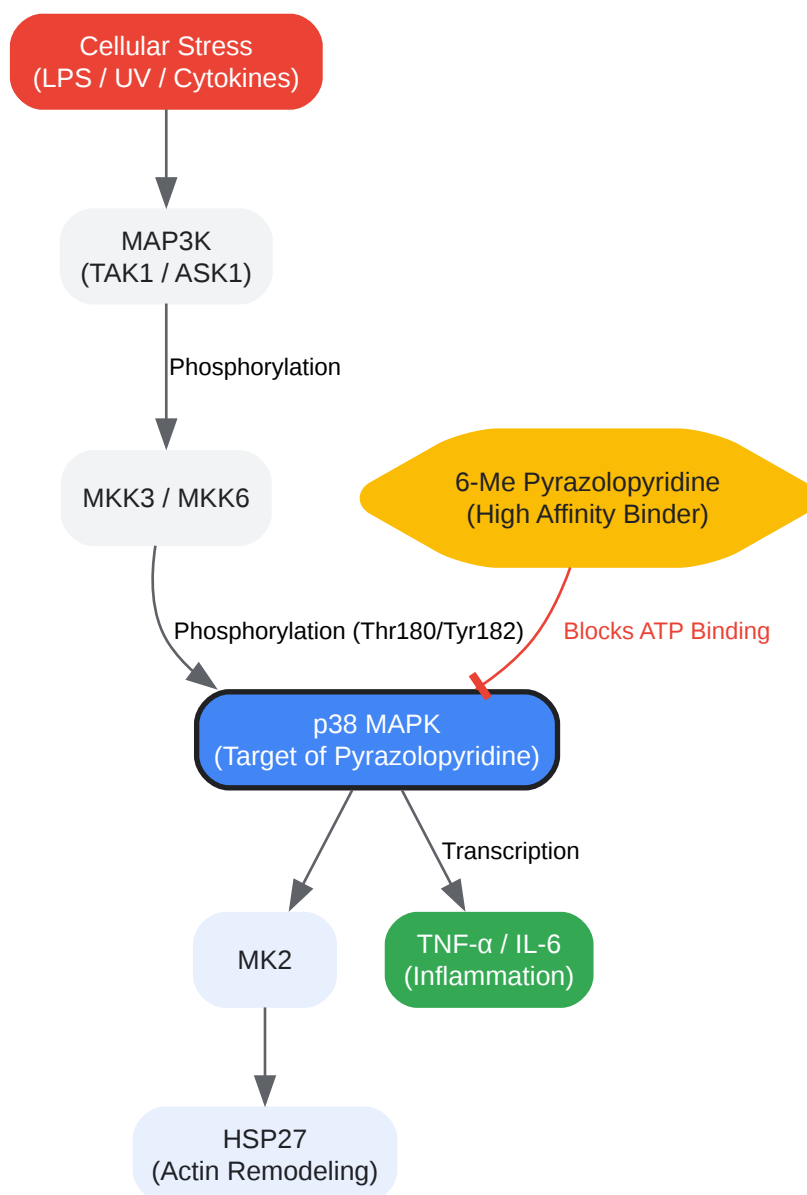 Cellular Stress
(LPS / UV / Cytokines)
MAP3K
(TAK1 / ASK1)
Phosphorylation
MKK3 / MKK6
6-Me Pyrazolopyridine
(High Affinity Binder)
Phosphorylation (Thr180/Tyr182)
Blocks ATP Binding
p38 MAPK
(Target of Pyrazolopyridine)
Transcription
MK2
TNF-α / IL-6
(Inflammation)
HSP27
(Actin Remodeling)